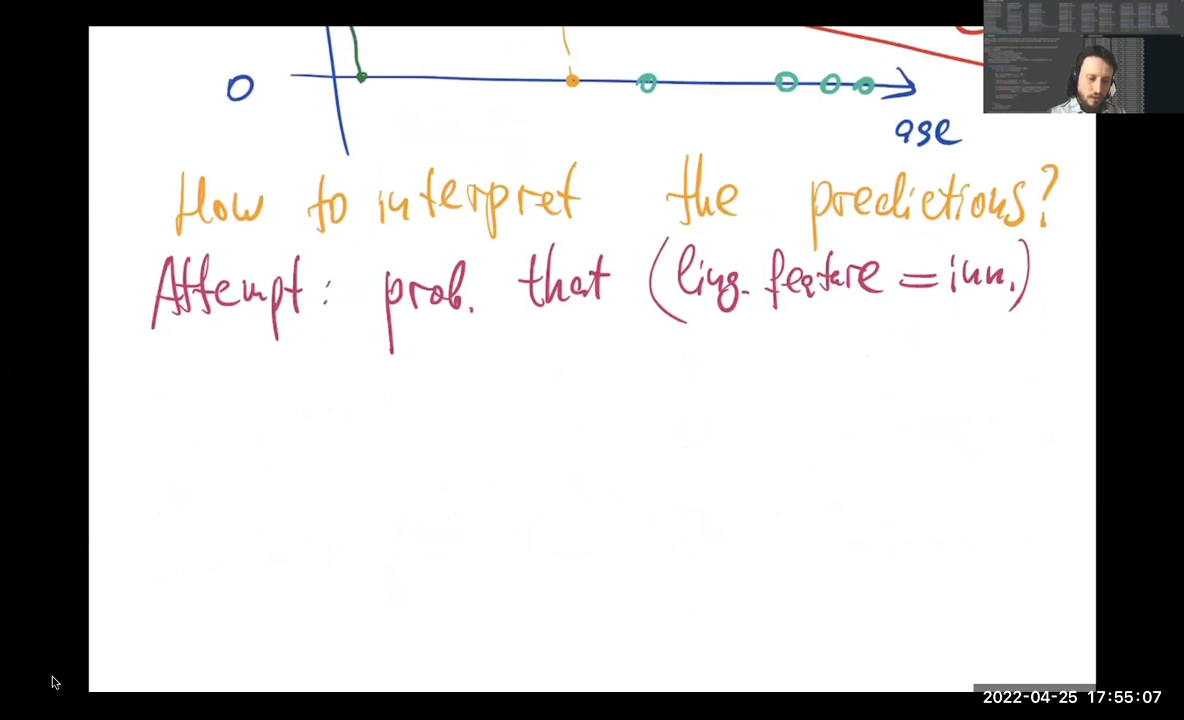 0
age
How to interpret the predictions?
Attempt: prob. that (ling. feature = inn.)
2022-04-25 17:55:07